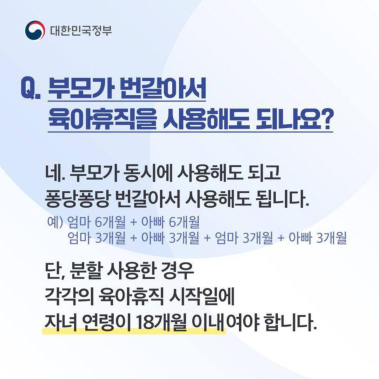 대한민국정부
Q. 부모가 번갈아서
육아휴직을 사용해도 되나요?
네. 부모가 동시에 사용해도 되고
퐁당퐁당 번갈아서 사용해도 됩니다.
예) 엄마 6개월 + 아빠 6개월
엄마 3개월 + 아빠 3개월 + 엄마 3개월 + 아빠 3개월
단, 분할 사용한 경우
각각의 육아휴직 시작일에
자녀 연령이 18개월 이내여야 합니다.